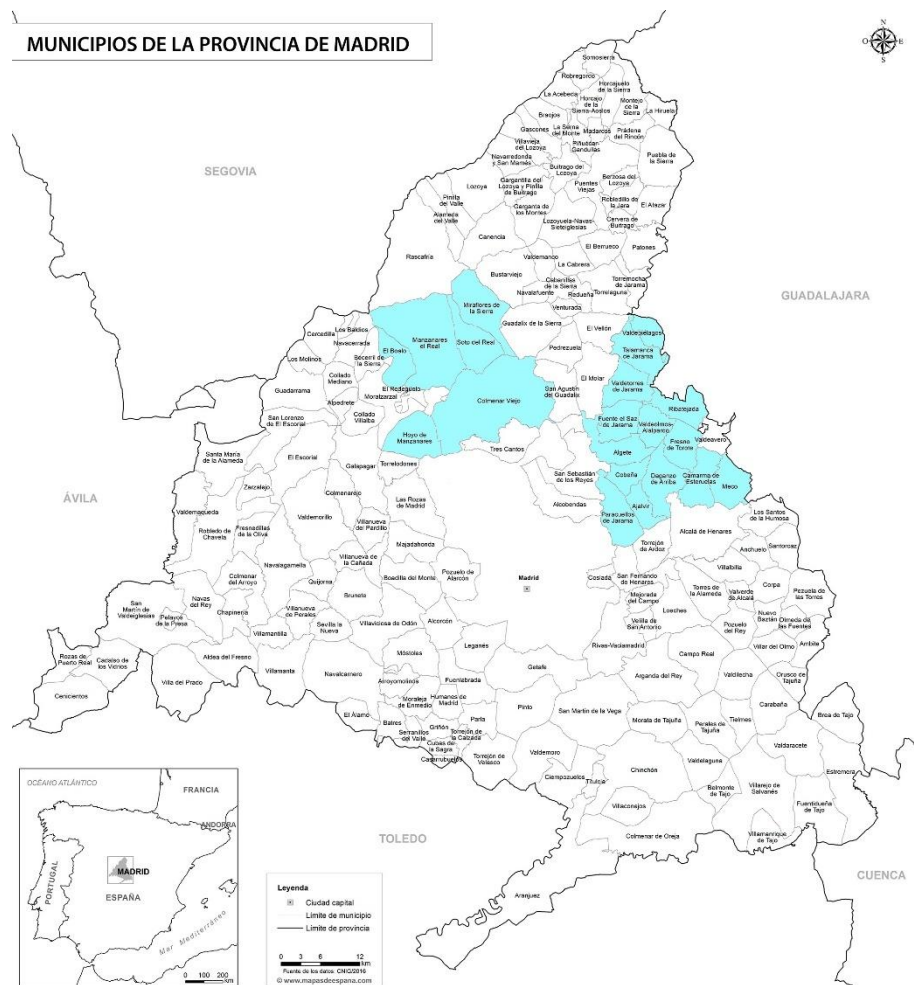 MUNICIPIOS DE LA PROVINCIA DE MADRID
N
O
E
S
SEGOVIA
GUADALAJARA
ÁVILA
TOLEDO
CUENCA
Somosierra
Robregordo
Horcajuelo
de la Sierra
La Acebeda
Horcajo
de la
Sierra-Aoslos
Montejo
de la
Sierra
La Hiruela
Braojos
La Serna
del Monte
Madarcos
Prádena
del Rincón
Gascones
Villavieja
del Lozoya
Piñuécar-
Gandullas
Puebla de
la Sierra
Navarredonda
y San Mamés
Buitrago del
Lozoya
Gargantilla del
Lozoya y Pinilla
de Buitrago
Puentes
Viejas
Berzosa del
Lozoya
Robledillo de
la Jara
El Atazar
Cervera de
Buitrago
Lozoya
Pinilla
del Valle
Alameda
del Valle
Garganta de
los Montes
Lozoyuela-Navas-
Sieteiglesias
Canencia
El Berrueco
Patones
Rascafría
Valdemanco
La Cabrera
Bustarviejo
Cabanillas
de la Sierra
Torremocha
de Jarama
Navalafuente
Redueña
Torrelaguna
Venturada
Miraflores de
la Sierra
Guadalix de la Sierra
El Vellón
Valdepiélagos
Manzanares
el Real
Soto del Real
Pedrezuela
Talamanca
de Jarama
Cercedilla
Navacerrada
El Boalo
Becerril de
la Sierra
Los Molinos
Collado
Mediano
Guadarrama
Alpedrete
Moralzarzal
Colmenar Viejo
San Agustín
del Guadalix
El Molar
Valdetorres
de Jarama
Ribatejada
San Lorenzo
de El Escorial
Collado
Villalba
Hoyo de
Manzanares
Fuente el Saz
de Jarama
Valdeolmos-
Alalpardo
Fresno
de Torote
Valdeavero
Santa María
de la Alameda
El Escorial
Galapagar
Torrelodones
Tres Cantos
Algete
San Sebastián
de los Reyes
Cobeña
Daganzo
de Arriba
Camarma de
Esteruelas
Meco
Zarzalejo
Colmenarejo
Las Rozas
de Madrid
Alcobendas
Ajalvir
Paracuellos
de Jarama
Valdemaqueda
Robledo de
Chavela
Fresnedillas
de la Oliva
Valdemorillo
Villanueva
del Pardillo
Majadahonda
Torrejón
de Ardoz
Alcalá de Henares
Los Santos
de la Humosa
Anchuelo
Santorcaz
Navalagamella
Villanueva de
la Cañada
Boadilla del Monte
Pozuelo de
Alarcón
Madrid
Coslada
San Fernando
de Henares
Villalbilla
Colmenar
del Arroyo
Quijorna
Mejorada
del Campo
Torres de
la Alameda
Valverde
de Alcalá
Corpa
Pezuela de
las Torres
San
Martín de
Valdeiglesias
Navas
del Rey
Chapinería
Brunete
Velilla de
San Antonio
Loeches
Nuevo
Baztán
Olmeda de
las Fuentes
Pelayos
de la Presa
Villanueva
de Perales
Sevilla la
Nueva
Villaviciosa de Odón
Alcorcón
Pozuelo
del Rey
Villar del Olmo
Ambite
Villamantilla
Leganés
Rivas-Vaciamadrid
Rozas de
Puerto Real
Cadalso de
los Vidrios
Aldea del Fresno
Móstoles
Getafe
Campo Real
Orusco de
Tajuña
Cenicientos
Villa del Prado
Villamanta
Navalcarnero
Arroyomolinos
Fuenlabrada
Arganda del Rey
Valdilecha
Moraleja
de Enmedio
Humanes de
Madrid
Pinto
San Martín de la Vega
Morata de Tajuña
Perales de
Tajuña
Tielmes
Carabaña
Brea de Tajo
El Álamo
Batres
Serranillos
del Valle
Griñón
Cubas de
la Sagra
Casarrubuelos
Parla
Torrejón de
la Calzada
Torrejón de
Velasco
Valdemoro
Valdaracete
Ciempozuelos
Titulcia
Chinchón
Valdelaguna
Belmonte
de Tajo
Villarejo de
Salvanés
Estremera
Fuentidueña
de Tajo
Villaconejos
Colmenar de Oreja
Villamanrique
de Tajo
Aranjuez
OCÉANO ATLÁNTICO
FRANCIA
ANDORRA
PORTUGAL
MADRID
ESPAÑA
Mar Mediterráneo
0 100 200
km
Leyenda
Ciudad capital
Límite de municipio
Límite de provincia
0 3 6 12
km
Fuente de los datos: CNIG/2016
© www.mapasdeespana.com